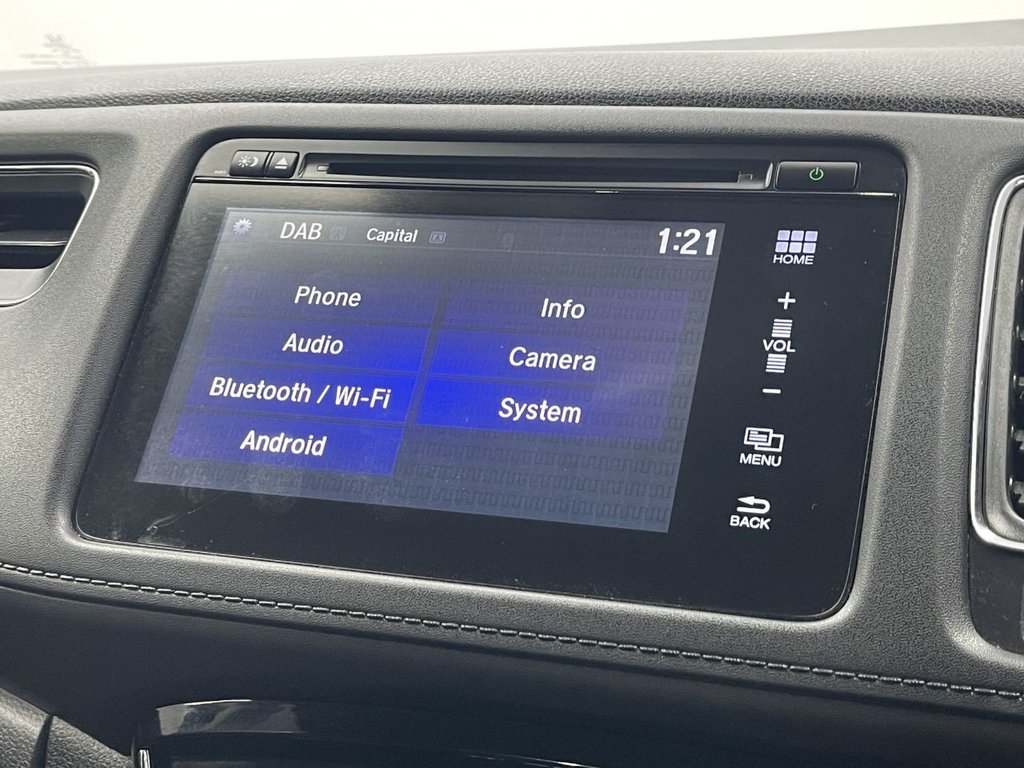 DAB Capital 1:21
Phone
Info
Audio
Camera
Bluetooth / Wi-Fi
System
Android
HOME
+
VOL
-
MENU
BACK